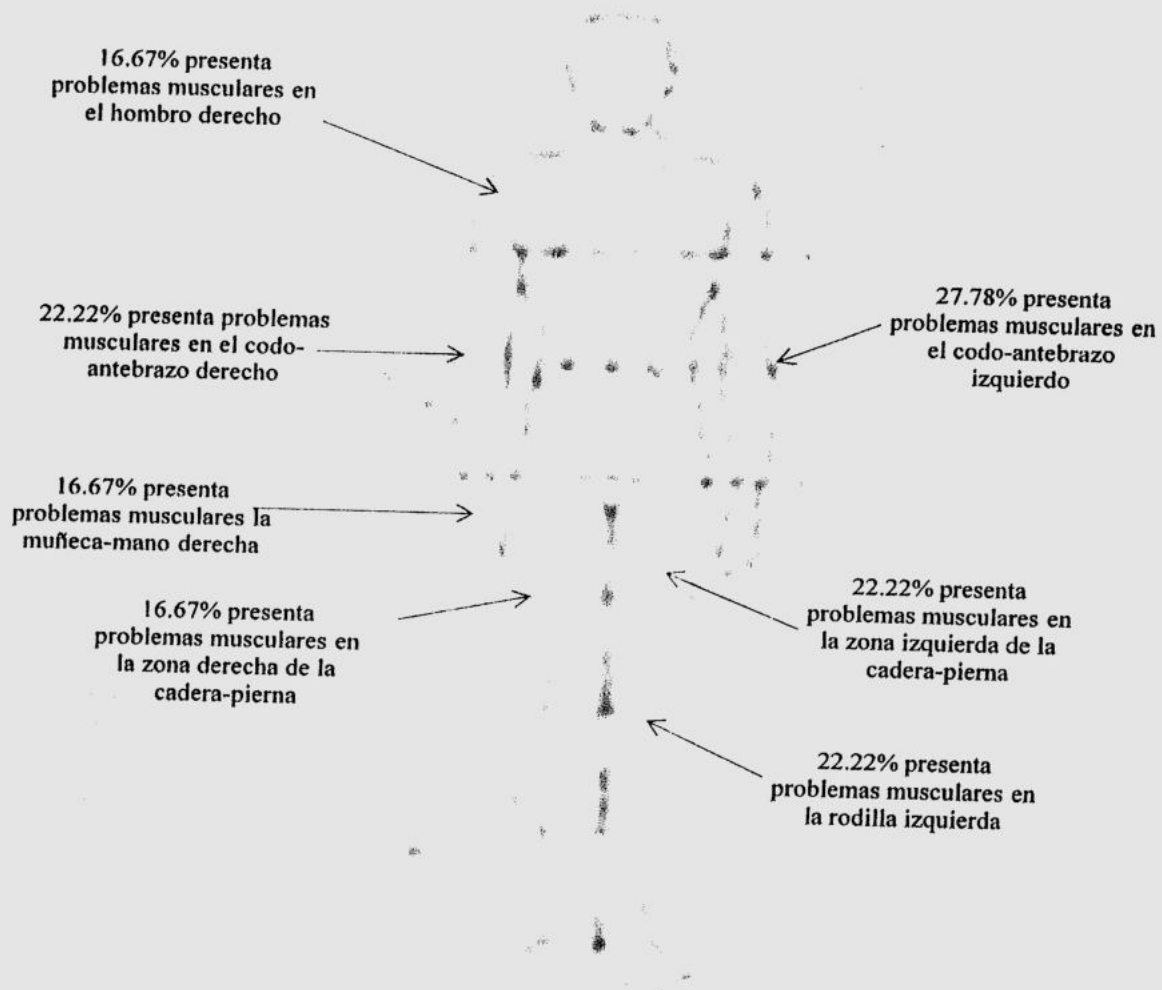 16.67% presenta
problemas musculares en
el hombro derecho
22.22% presenta problemas
musculares en el codo-
antebrazo derecho
27.78% presenta
problemas musculares en
el codo-antebrazo
izquierdo
16.67% presenta
problemas musculares la
muñeca-mano derecha
16.67% presenta
problemas musculares en
la zona derecha de la
cadera-pierna
22.22% presenta
problemas musculares en
la zona izquierda de la
cadera-pierna
22.22% presenta
problemas musculares en
la rodilla izquierda